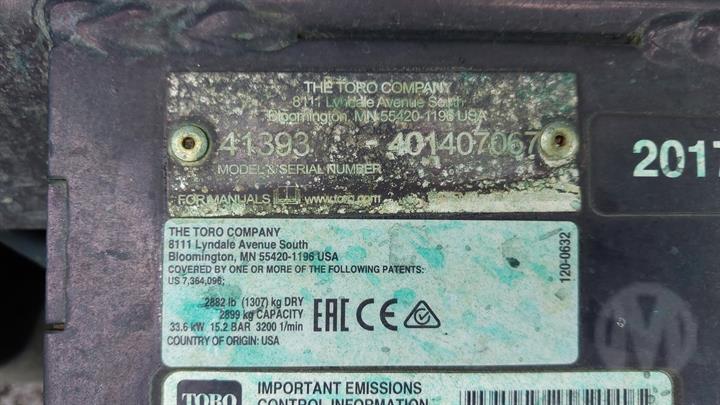 THE TORO COMPANY
8111 Lyndale Avenue South
Bloomington, MN 55420-1196 USA
41393 - 401407067
MODEL & SERIAL NUMBER
FOR MANUALS www.toro.com
2017
THE TORO COMPANY
8111 Lyndale Avenue South
Bloomington, MN 55420-1196 USA
COVERED BY ONE OR MORE OF THE FOLLOWING PATENTS:
US 7,364,096;
2882 lb (1307) kg DRY
2899 kg CAPACITY
33.6 kW 15.2 BAR 3200 1/min
COUNTRY OF ORIGIN: USA
EAC CE
120-0632
TORO
IMPORTANT EMISSIONS
CONTROL INFORMATION
M